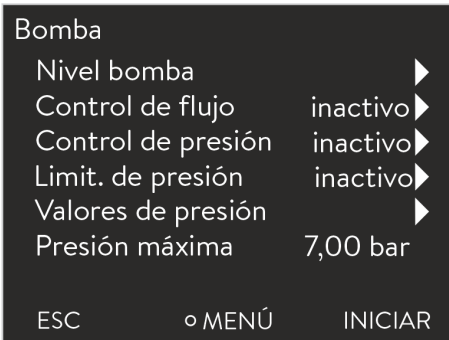 Bomba
Nivel bomba
Control de flujo inactivo
Control de presión inactivo
Limit. de presión inactivo
Valores de presión
Presión máxima 7,00 bar
ESC MENÚ INICIAR